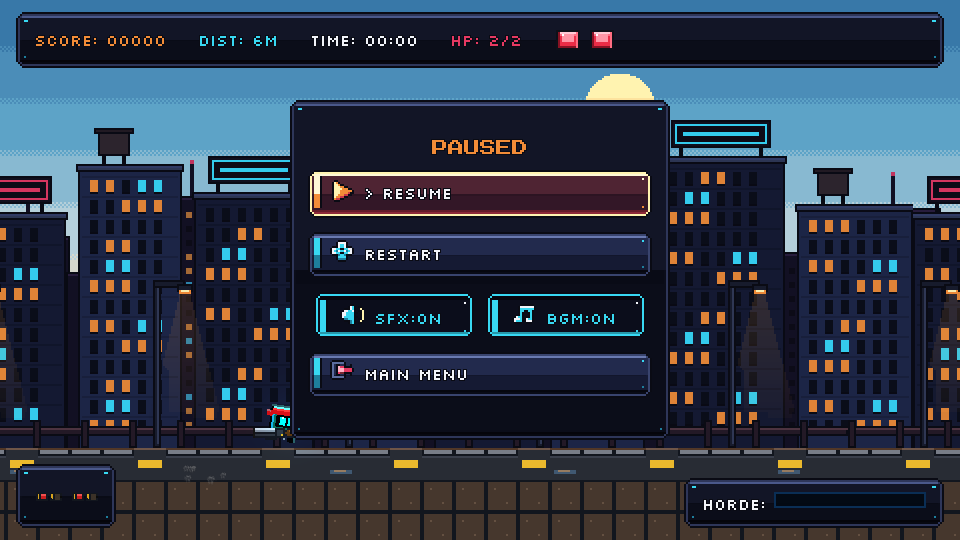 SCORE: 00000 DIST: 6M TIME: 00:00 HP: 2/2
PAUSED
> RESUME
RESTART
SFX:ON BGM:ON
MAIN MENU
HORDE: